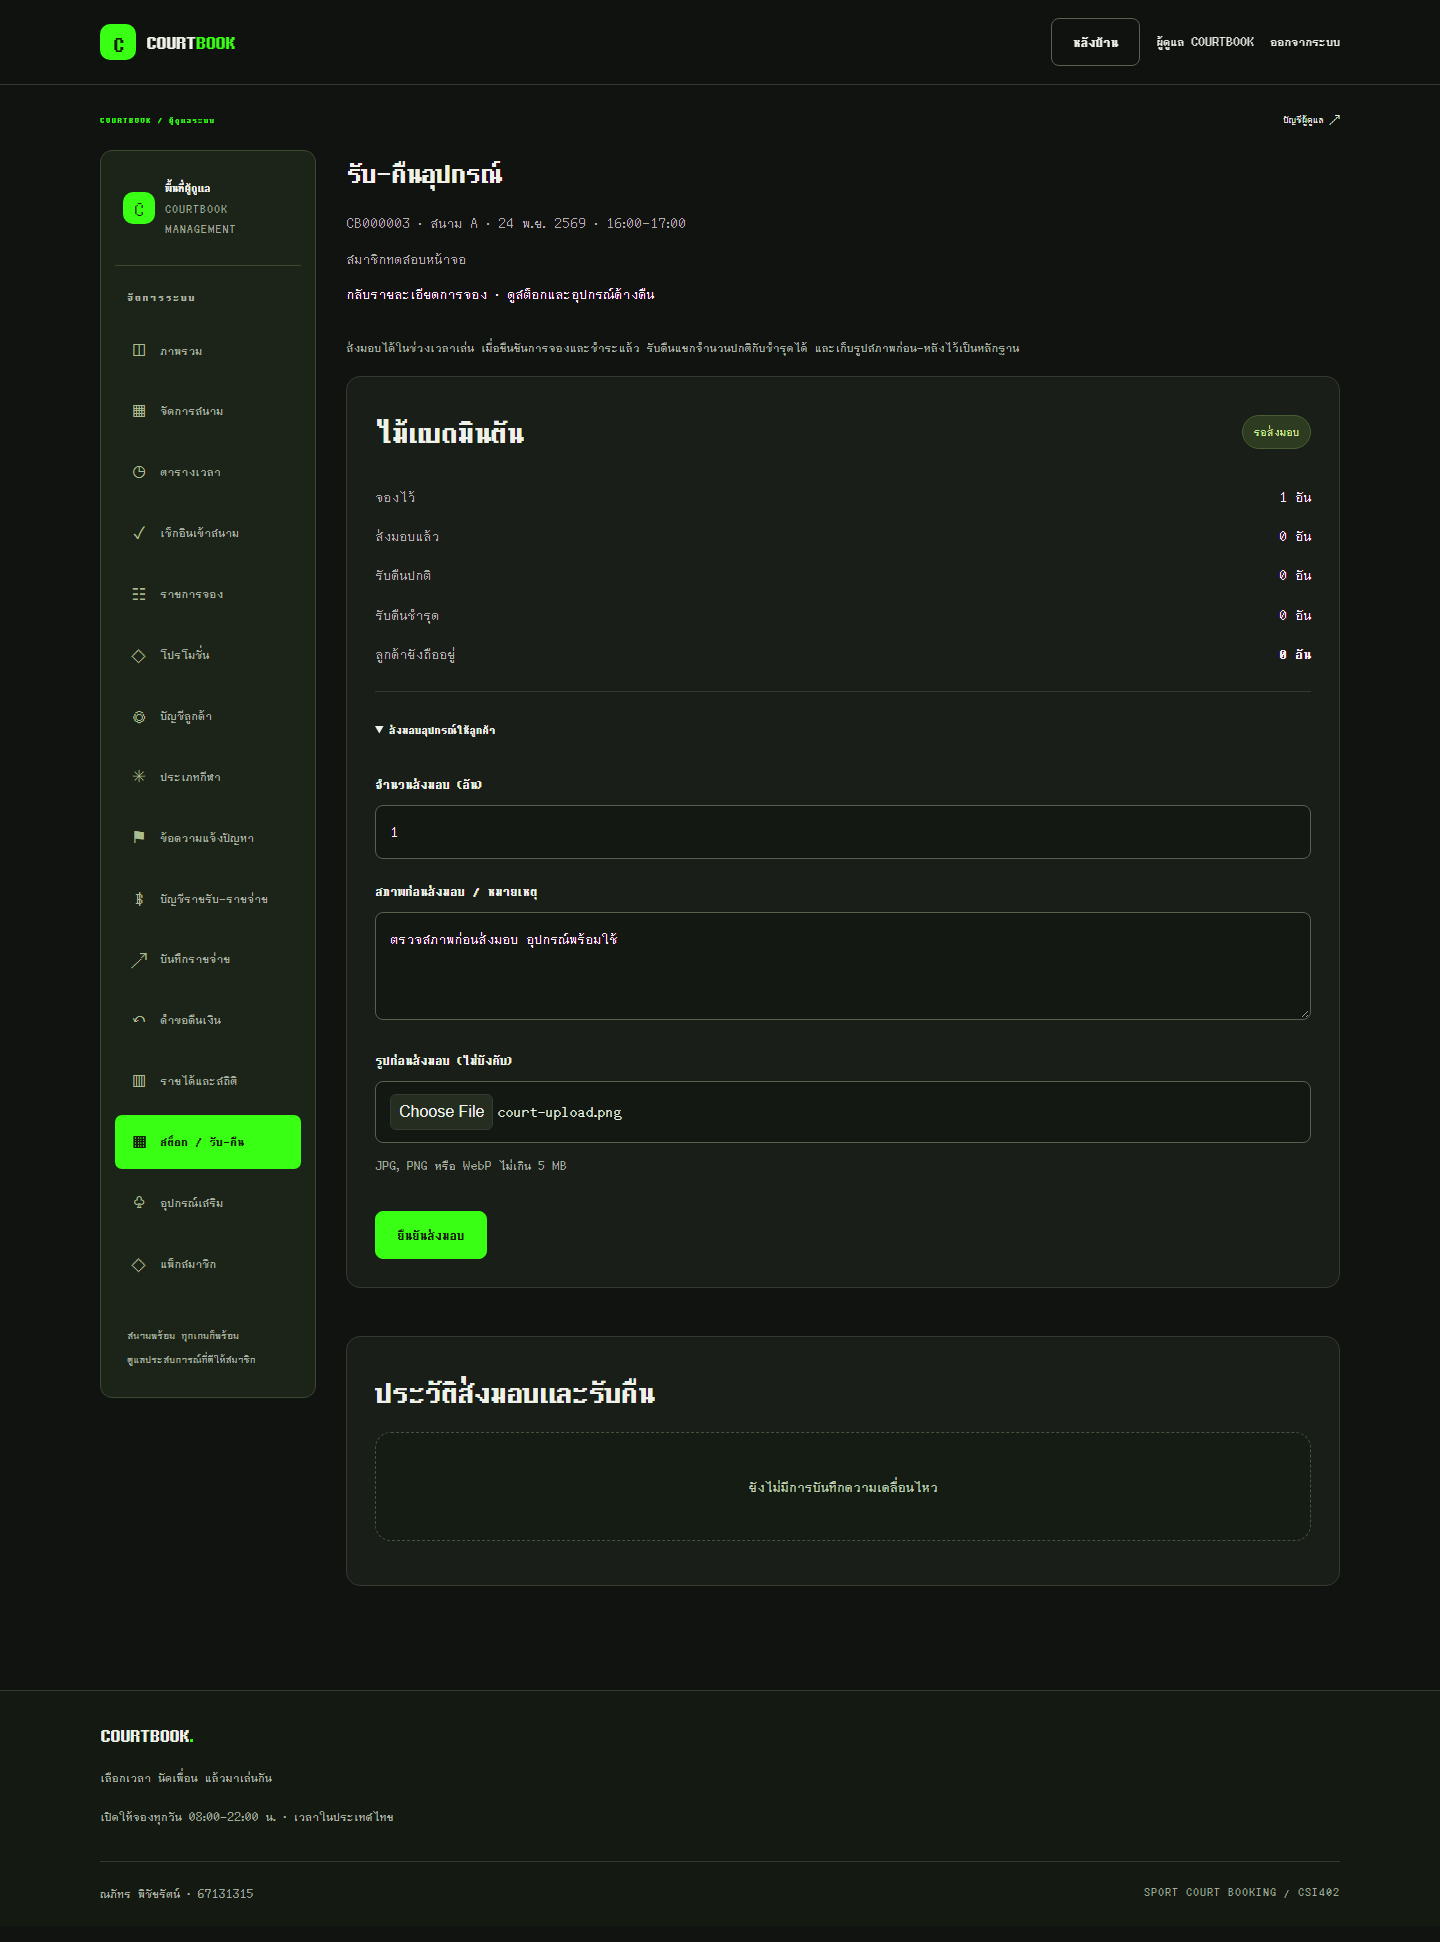 C COURTBOOK
หลังบ้าน
ผู้ดูแล COURTBOOK
ออกจากระบบ
COURTBOOK / ผู้ดูแลระบบ
บัญชีผู้ดูแล ↗
C
พื้นที่ผู้ดูแล
COURTBOOK
MANAGEMENT
จัดการระบบ
ภาพรวม
จัดการสนาม
ตารางเวลา
เช็กอินเข้าสนาม
รายการจอง
โปรโมชั่น
บัญชีลูกค้า
ประเภทกีฬา
ข้อความแจ้งปัญหา
฿ บัญชีรายรับ-รายจ่าย
บันทึกรายจ่าย
คำขอคืนเงิน
รายได้และสถิติ
สต็อก / รับ-คืน
อุปกรณ์เสริม
แพ็กสมาชิก
สนามพร้อม ทุกเกมก็พร้อม
ดูแลประสบการณ์ที่ดีให้สมาชิก
รับ-คืนอุปกรณ์
CB000003 · สนาม A · 24 พ.ย. 2569 · 16:00-17:00
สมาชิกทดสอบหน้าจอ
กลับรายละเอียดการจอง · ดูสต็อกและอุปกรณ์ค้างคืน
ส่งมอบได้ในช่วงเวลาเล่น เมื่อยืนยันการจองและชำระแล้ว รับคืนแยกจำนวนปกติกับชำรุดได้ และเก็บรูปสภาพก่อน-หลังไว้เป็นหลักฐาน
ไม้แบดมินตัน
รอส่งมอบ
จองไว้ 1 อัน
ส่งมอบแล้ว 0 อัน
รับคืนปกติ 0 อัน
รับคืนชำรุด 0 อัน
ลูกค้ายังถืออยู่ 0 อัน
▼ ส่งมอบอุปกรณ์ให้ลูกค้า
จำนวนส่งมอบ (อัน)
1
สภาพก่อนส่งมอบ / หมายเหตุ
ตรวจสภาพก่อนส่งมอบ อุปกรณ์พร้อมใช้
รูปก่อนส่งมอบ (ไม่บังคับ)
Choose File court-upload.png
JPG, PNG หรือ WebP ไม่เกิน 5 MB
ยืนยันส่งมอบ
ประวัติส่งมอบและรับคืน
ยังไม่มีการบันทึกความเคลื่อนไหว
COURTBOOK.
เลือกเวลา นัดเพื่อน แล้วมาเล่นกัน
เปิดให้จองทุกวัน 08:00-22:00 น. · เวลาในประเทศไทย
ณภัทร พิชัยรัตน์ · 67131315
SPORT COURT BOOKING / CSI402